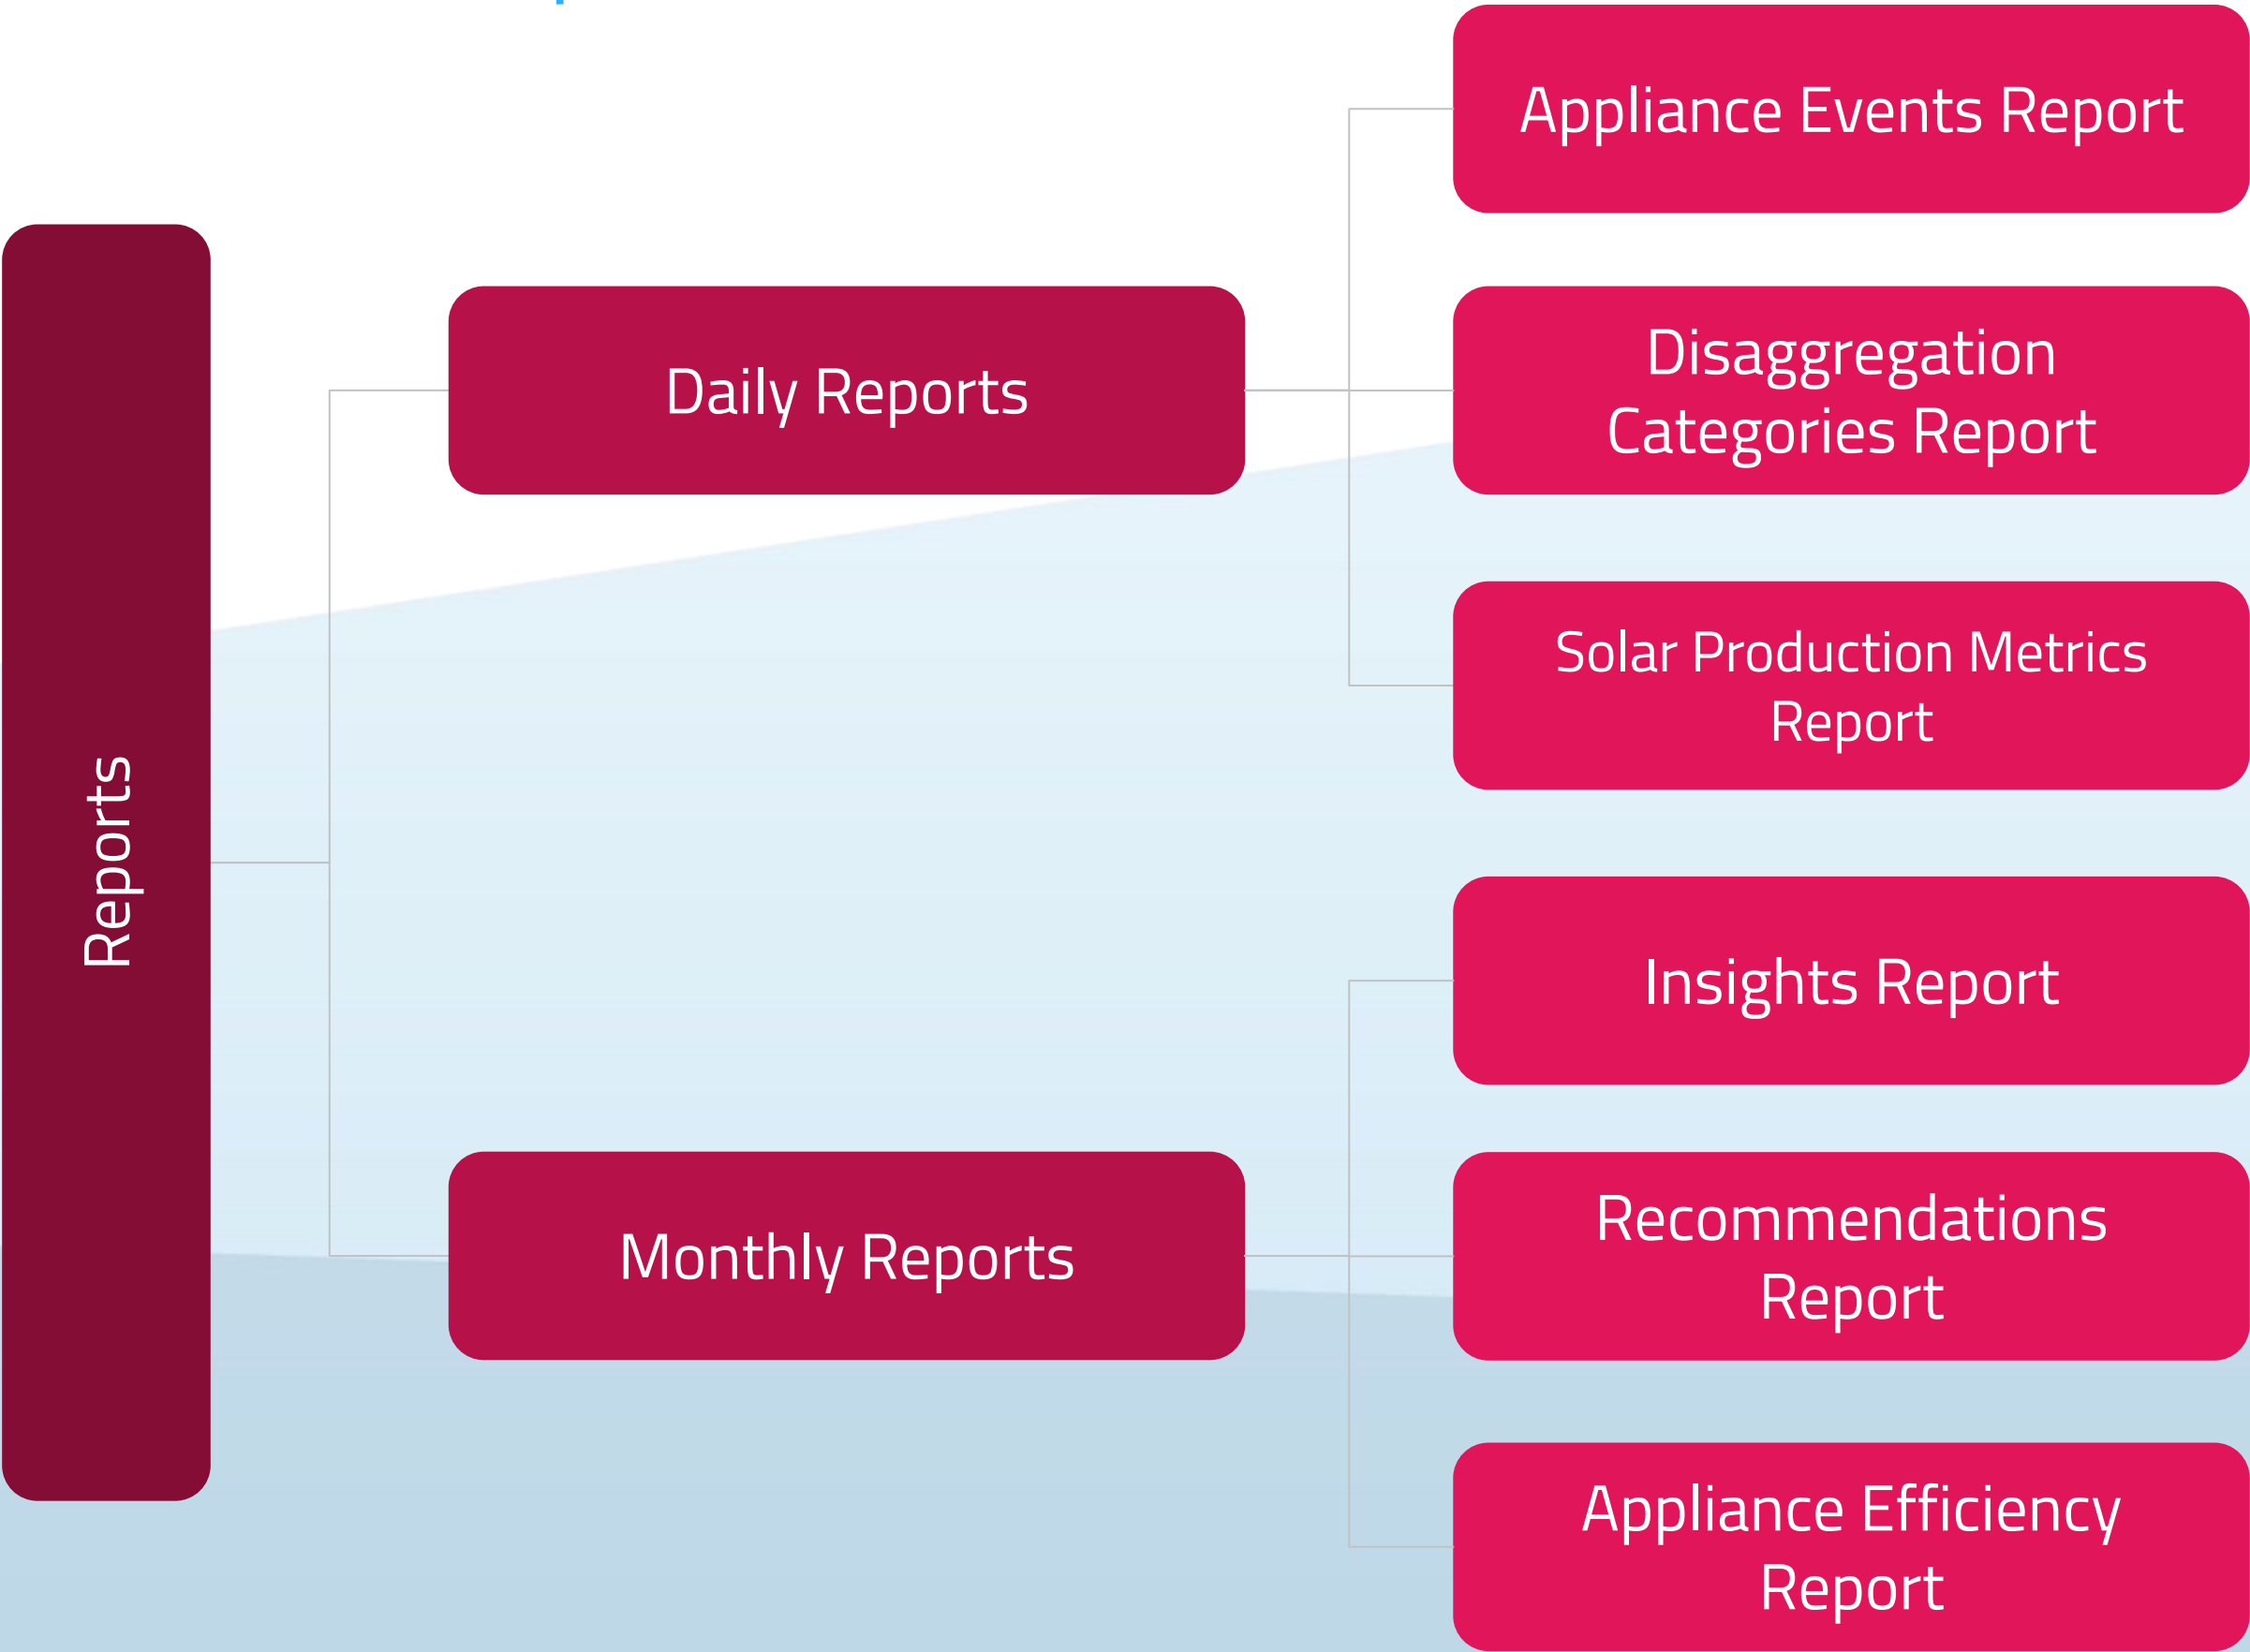 Reports
Daily Reports
Appliance Events Report
Disaggregation
Categories Report
Solar Production Metrics
Report
Monthly Reports
Insights Report
Recommendations
Report
Appliance Efficiency
Report